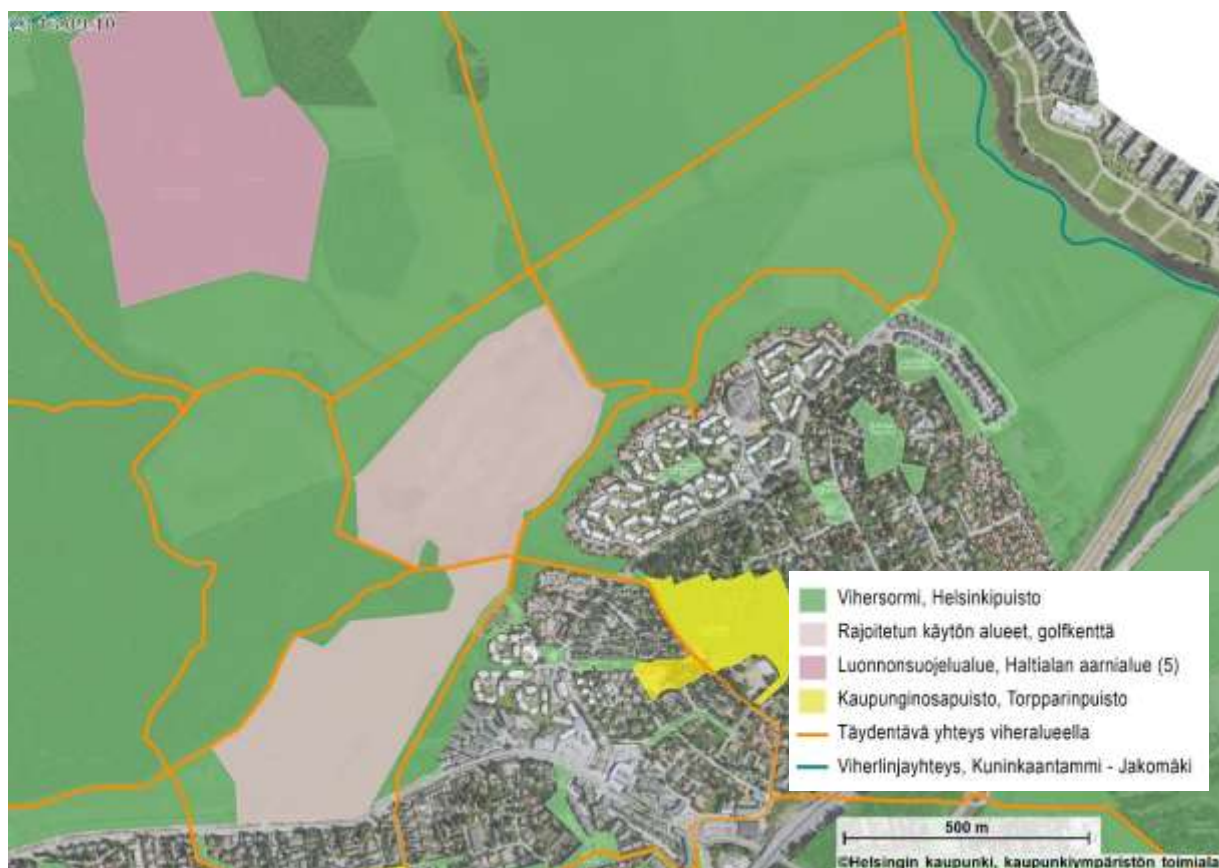 Vihersormi, Helsinkipuisto
Rajoitetun käytön alueet, golfkenttä
Luonnonsuojelualue, Haltialan aarnialue (5)
Kaupunginosapuisto, Torpparinpuisto
Täydentävä yhteys viheralueella
Viherlinjayhteys, Kuninkaantammi - Jakomäki
500 m
©Helsingin kaupunki, kaupunkiympäristön toimiala